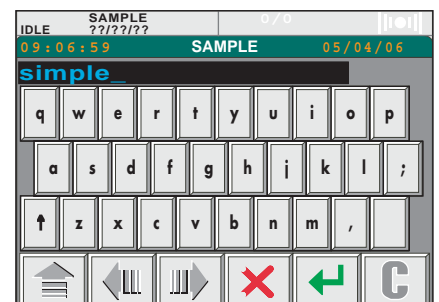 SAMPLE 0/0
IDLE ??/??/??
09:06:59 SAMPLE 05/04/06
simple_
q w e r t y u i o p
a s d f g h j k l ;
z x c v b n m ,
C